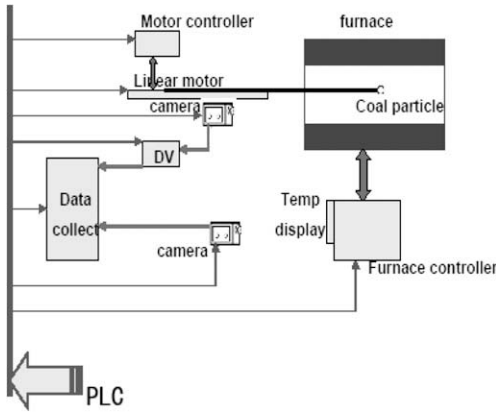 Motor controller
furnace
Linear motor
camera
Coal particle
DV
Data
collect
Temp
display
camera
Furnace controller
PLC